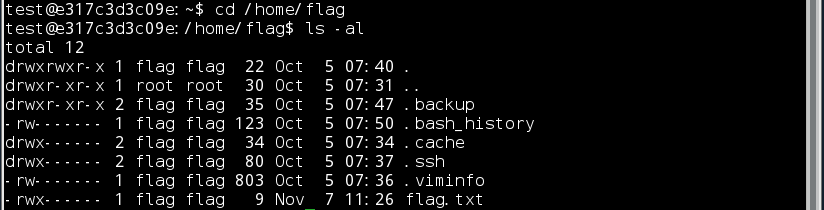 test@e317c3d3c09e:~$ cd /home/flag
test@e317c3d3c09e:/home/flag$ ls -al
total 12
drwxrwxr-x 1 flag flag  22 Oct  5 07:40 .
drwxr-xr-x 1 root root  30 Oct  5 07:31 ..
drwxr-xr-x 2 flag flag  35 Oct  5 07:47 .backup
-rw------- 1 flag flag 123 Oct  5 07:50 .bash_history
drwx------ 2 flag flag  34 Oct  5 07:34 .cache
drwx------ 2 flag flag  80 Oct  5 07:37 .ssh
-rw------- 1 flag flag 803 Oct  5 07:36 .viminfo
-rwx------ 1 flag flag   9 Nov  7 11:26 flag.txt